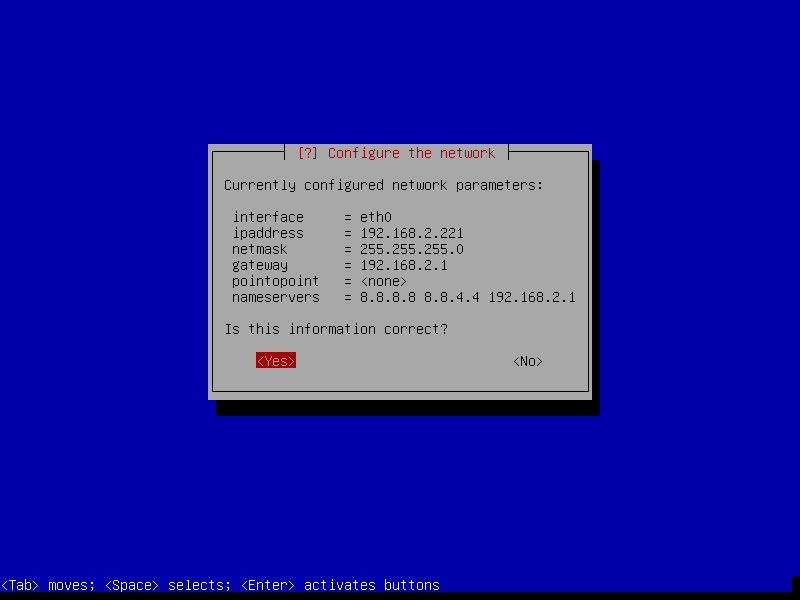 [?] Configure the network
Currently configured network parameters:
interface = eth0
ipaddress = 192.168.2.221
netmask = 255.255.255.0
gateway = 192.168.2.1
pointopoint = <none>
nameservers = 8.8.8.8 8.8.4.4 192.168.2.1
Is this information correct?
<Yes> <No>
<Tab> moves; <Space> selects; <Enter> activates buttons